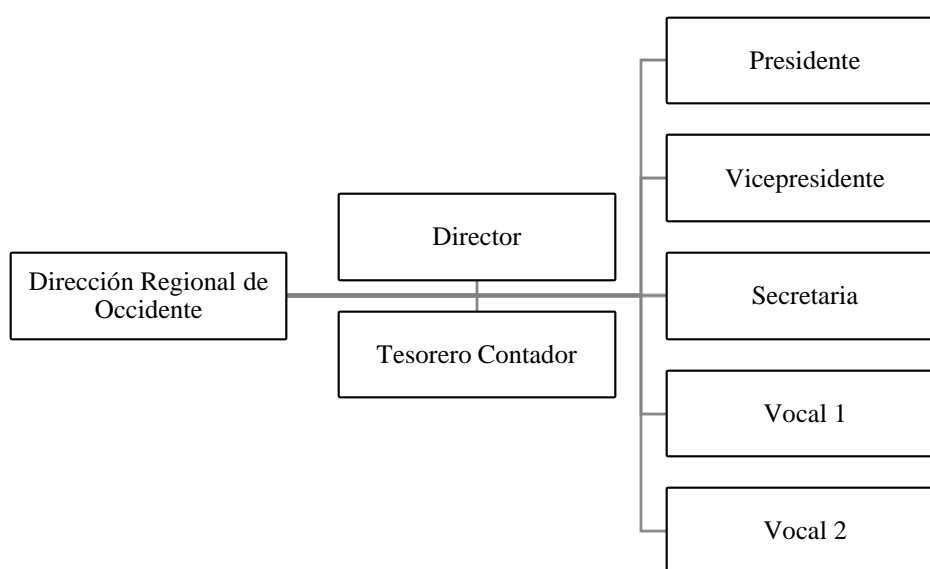 Dirección Regional de
Occidente
Director
Tesorero Contador
Presidente
Vicepresidente
Secretaria
Vocal 1
Vocal 2